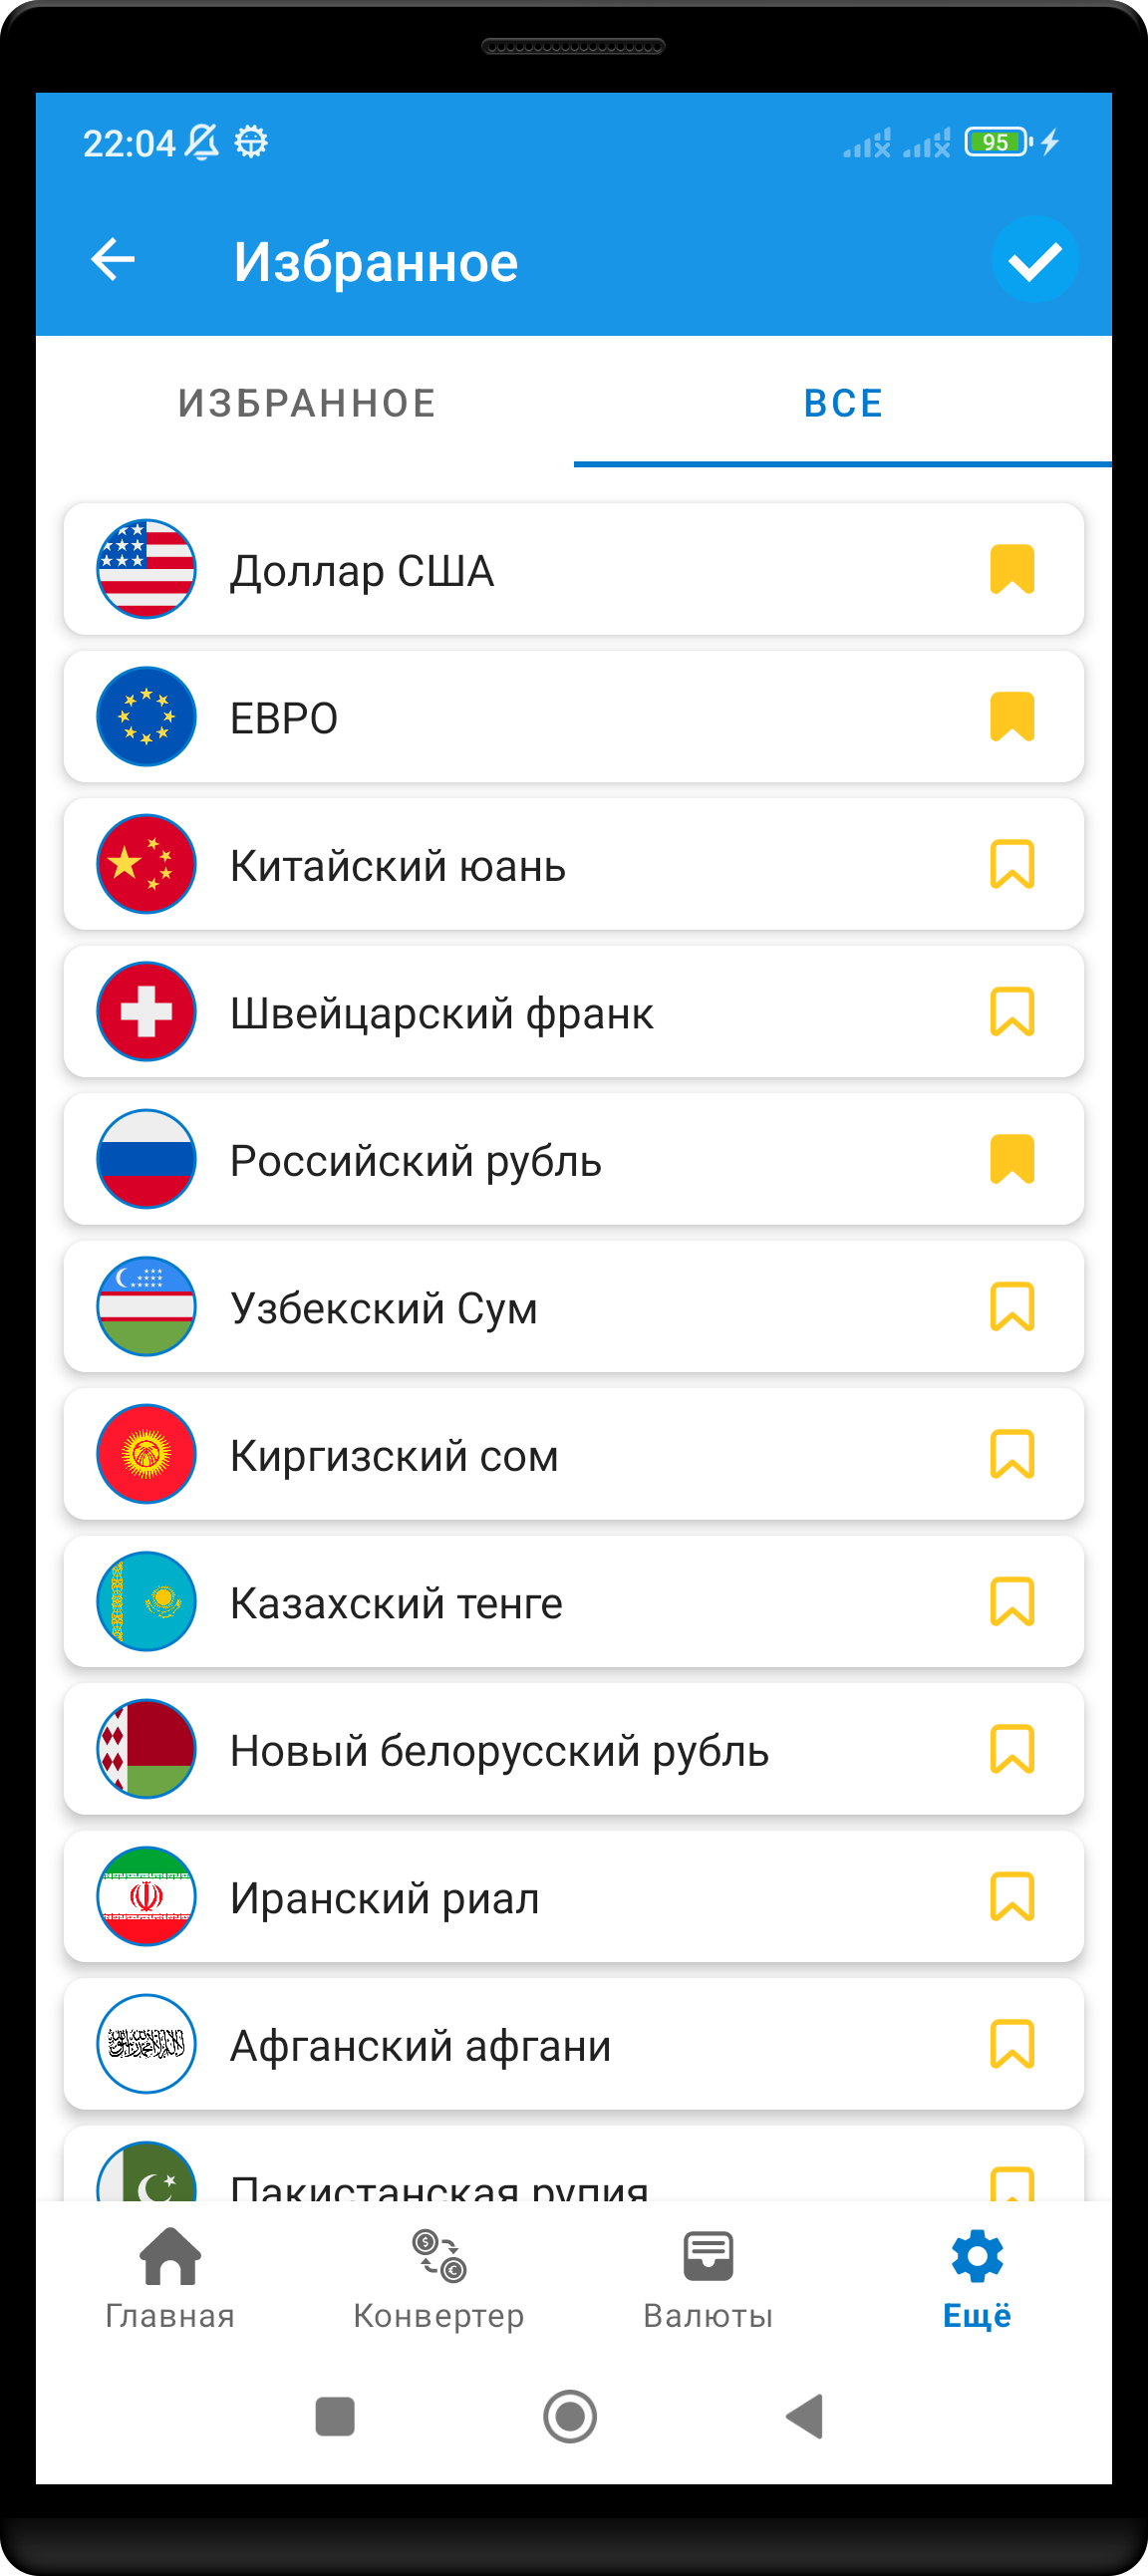 22:04
95
Избранное
ИЗБРАННОЕ
ВСЕ
Доллар США
ЕВРО
Китайский юань
Швейцарский франк
Российский рубль
Узбекский Сум
Киргизский сом
Казахский тенге
Новый белорусский рубль
Иранский риал
Афганский афгани
Пакистанская рупия
Главная
Конвертер
Валюты
Ещё